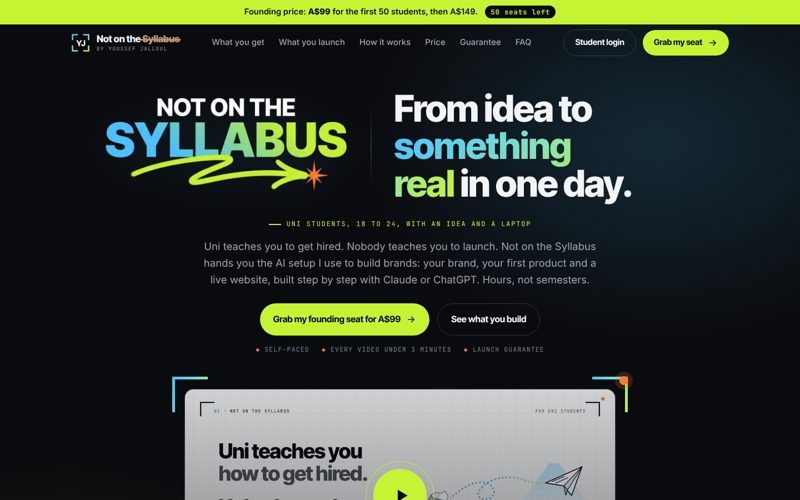 Founding price: A$99 for the first 50 students, then A$149. 50 seats left
YJ
Not on the Syllabus
BY YOUSSEF JALLOUL
What you get
What you launch
How it works
Price
Guarantee
FAQ
Student login
Grab my seat →
NOT ON THE
SYLLABUS
From idea to
something
real in one day.
UNI STUDENTS, 18 TO 24, WITH AN IDEA AND A LAPTOP
Uni teaches you to get hired. Nobody teaches you to launch. Not on the Syllabus
hands you the AI setup I use to build brands: your brand, your first product and a
live website, built step by step with Claude or ChatGPT. Hours, not semesters.
Grab my founding seat for A$99 →
See what you build
SELF-PACED
EVERY VIDEO UNDER 3 MINUTES
LAUNCH GUARANTEE
01 · NOT ON THE SYLLABUS
FOR UNI STUDENTS
Uni teaches you
how to get hired.